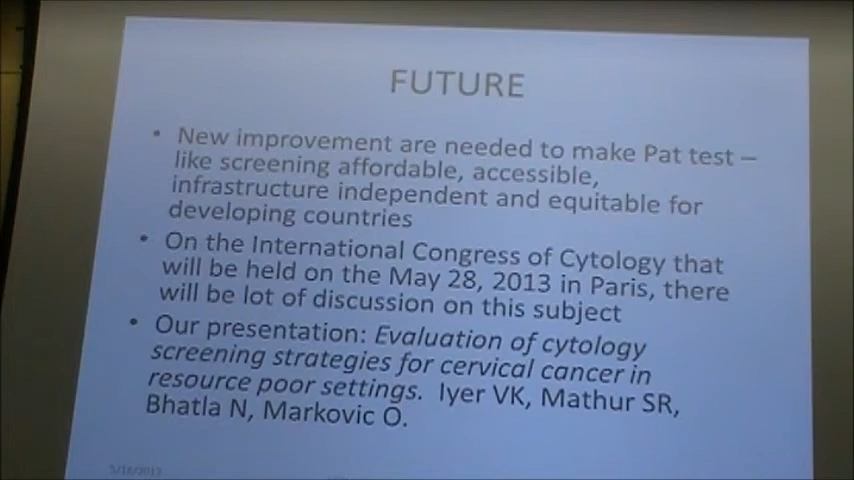 FUTURE
• New improvement are needed to make Pat test –
like screening affordable, accessible,
infrastructure independent and equitable for
developing countries
• On the International Congress of Cytology that
will be held on the May 28, 2013 in Paris, there
will be lot of discussion on this subject
• Our presentation: Evaluation of cytology
screening strategies for cervical cancer in
resource poor settings. Iyer VK, Mathur SR,
Bhatla N, Markovic O.